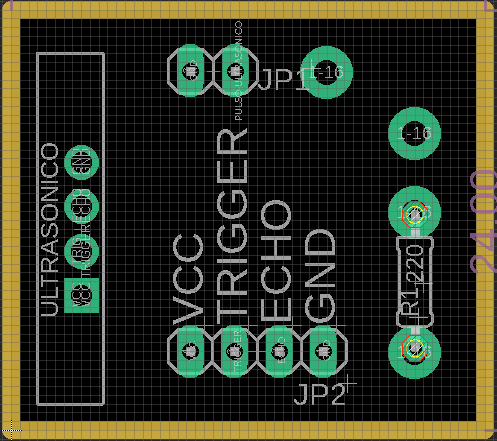 JP1
1-16
1-16
ULTRASONICO
VCC
TRIGGER
ECHO
GND
R1
220
24.00
JP2